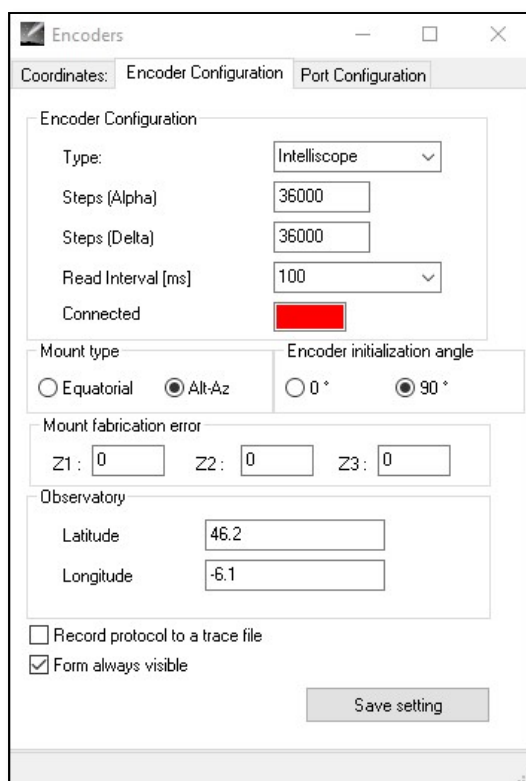 Encoders
Coordinates: Encoder Configuration Port Configuration
Encoder Configuration
Type: Intelliscope
Steps (Alpha) 36000
Steps (Delta) 36000
Read Interval [ms] 100
Connected
Mount type Encoder initialization angle
Equatorial Alt-Az 0 ° 90 °
Mount fabrication error
Z1 : 0 Z2 : 0 Z3 : 0
Observatory
Latitude 46.2
Longitude -6.1
Record protocol to a trace file
Form always visible
Save setting